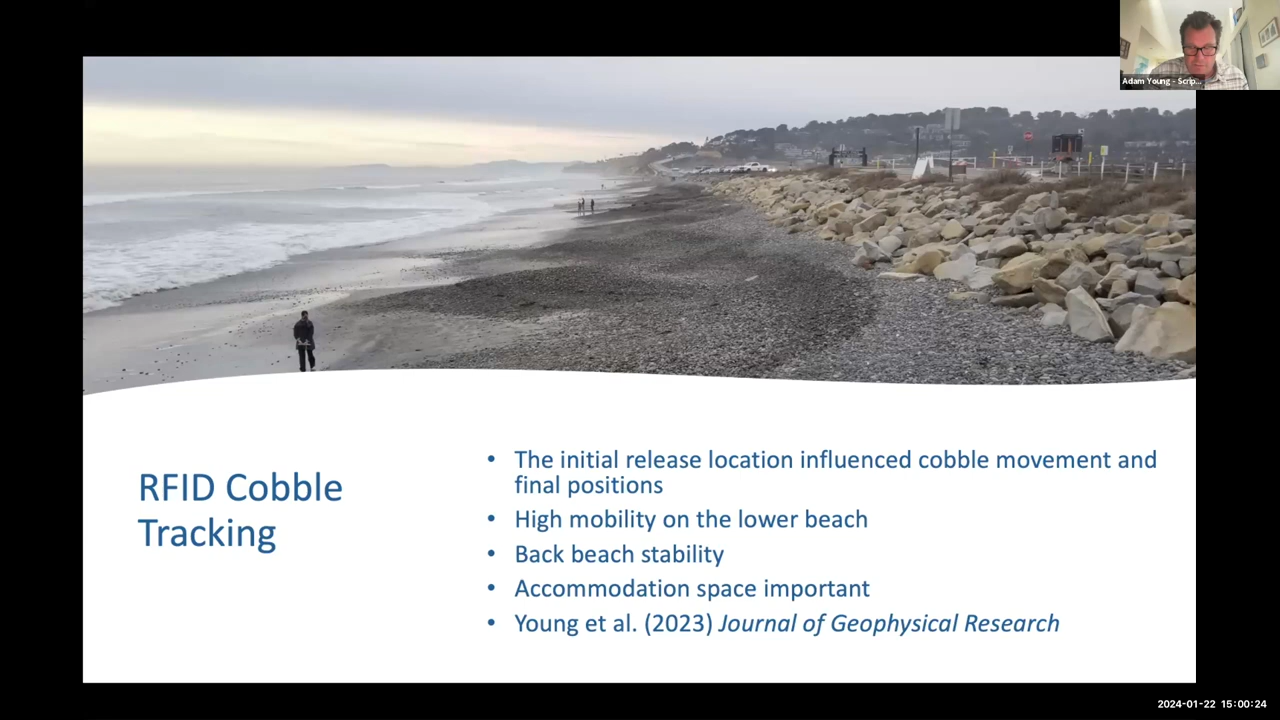 Adam Young - Scrip...
RFID Cobble
Tracking
• The initial release location influenced cobble movement and
final positions
• High mobility on the lower beach
• Back beach stability
• Accommodation space important
• Young et al. (2023) Journal of Geophysical Research
2024-01-22 15:00:24